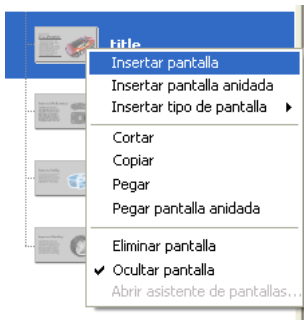 title
Insertar pantalla
Insertar pantalla anidada
Insertar tipo de pantalla
Cortar
Copiar
Pegar
Pegar pantalla anidada
Eliminar pantalla
Ocultar pantalla
Abrir asistente de pantallas...